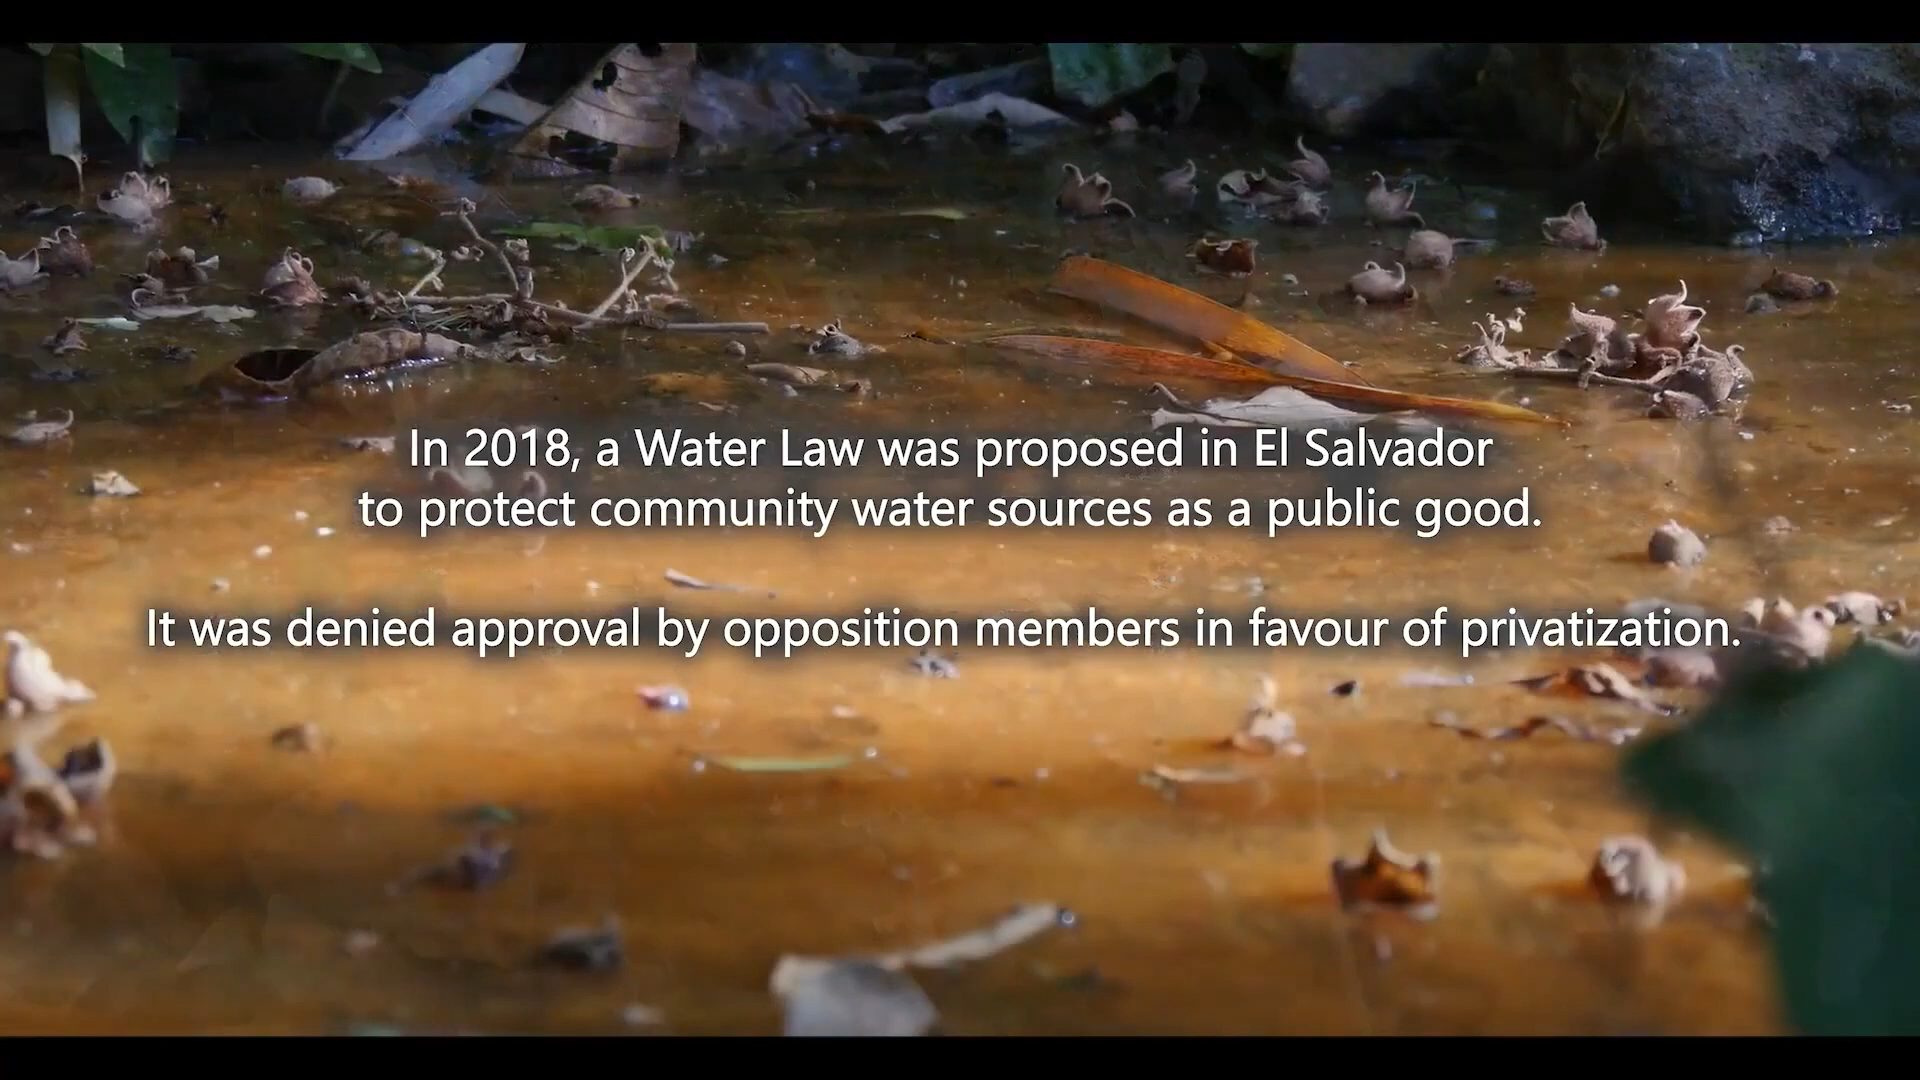 In 2018, a Water Law was proposed in El Salvador
to protect community water sources as a public good.
It was denied approval by opposition members in favour of privatization.